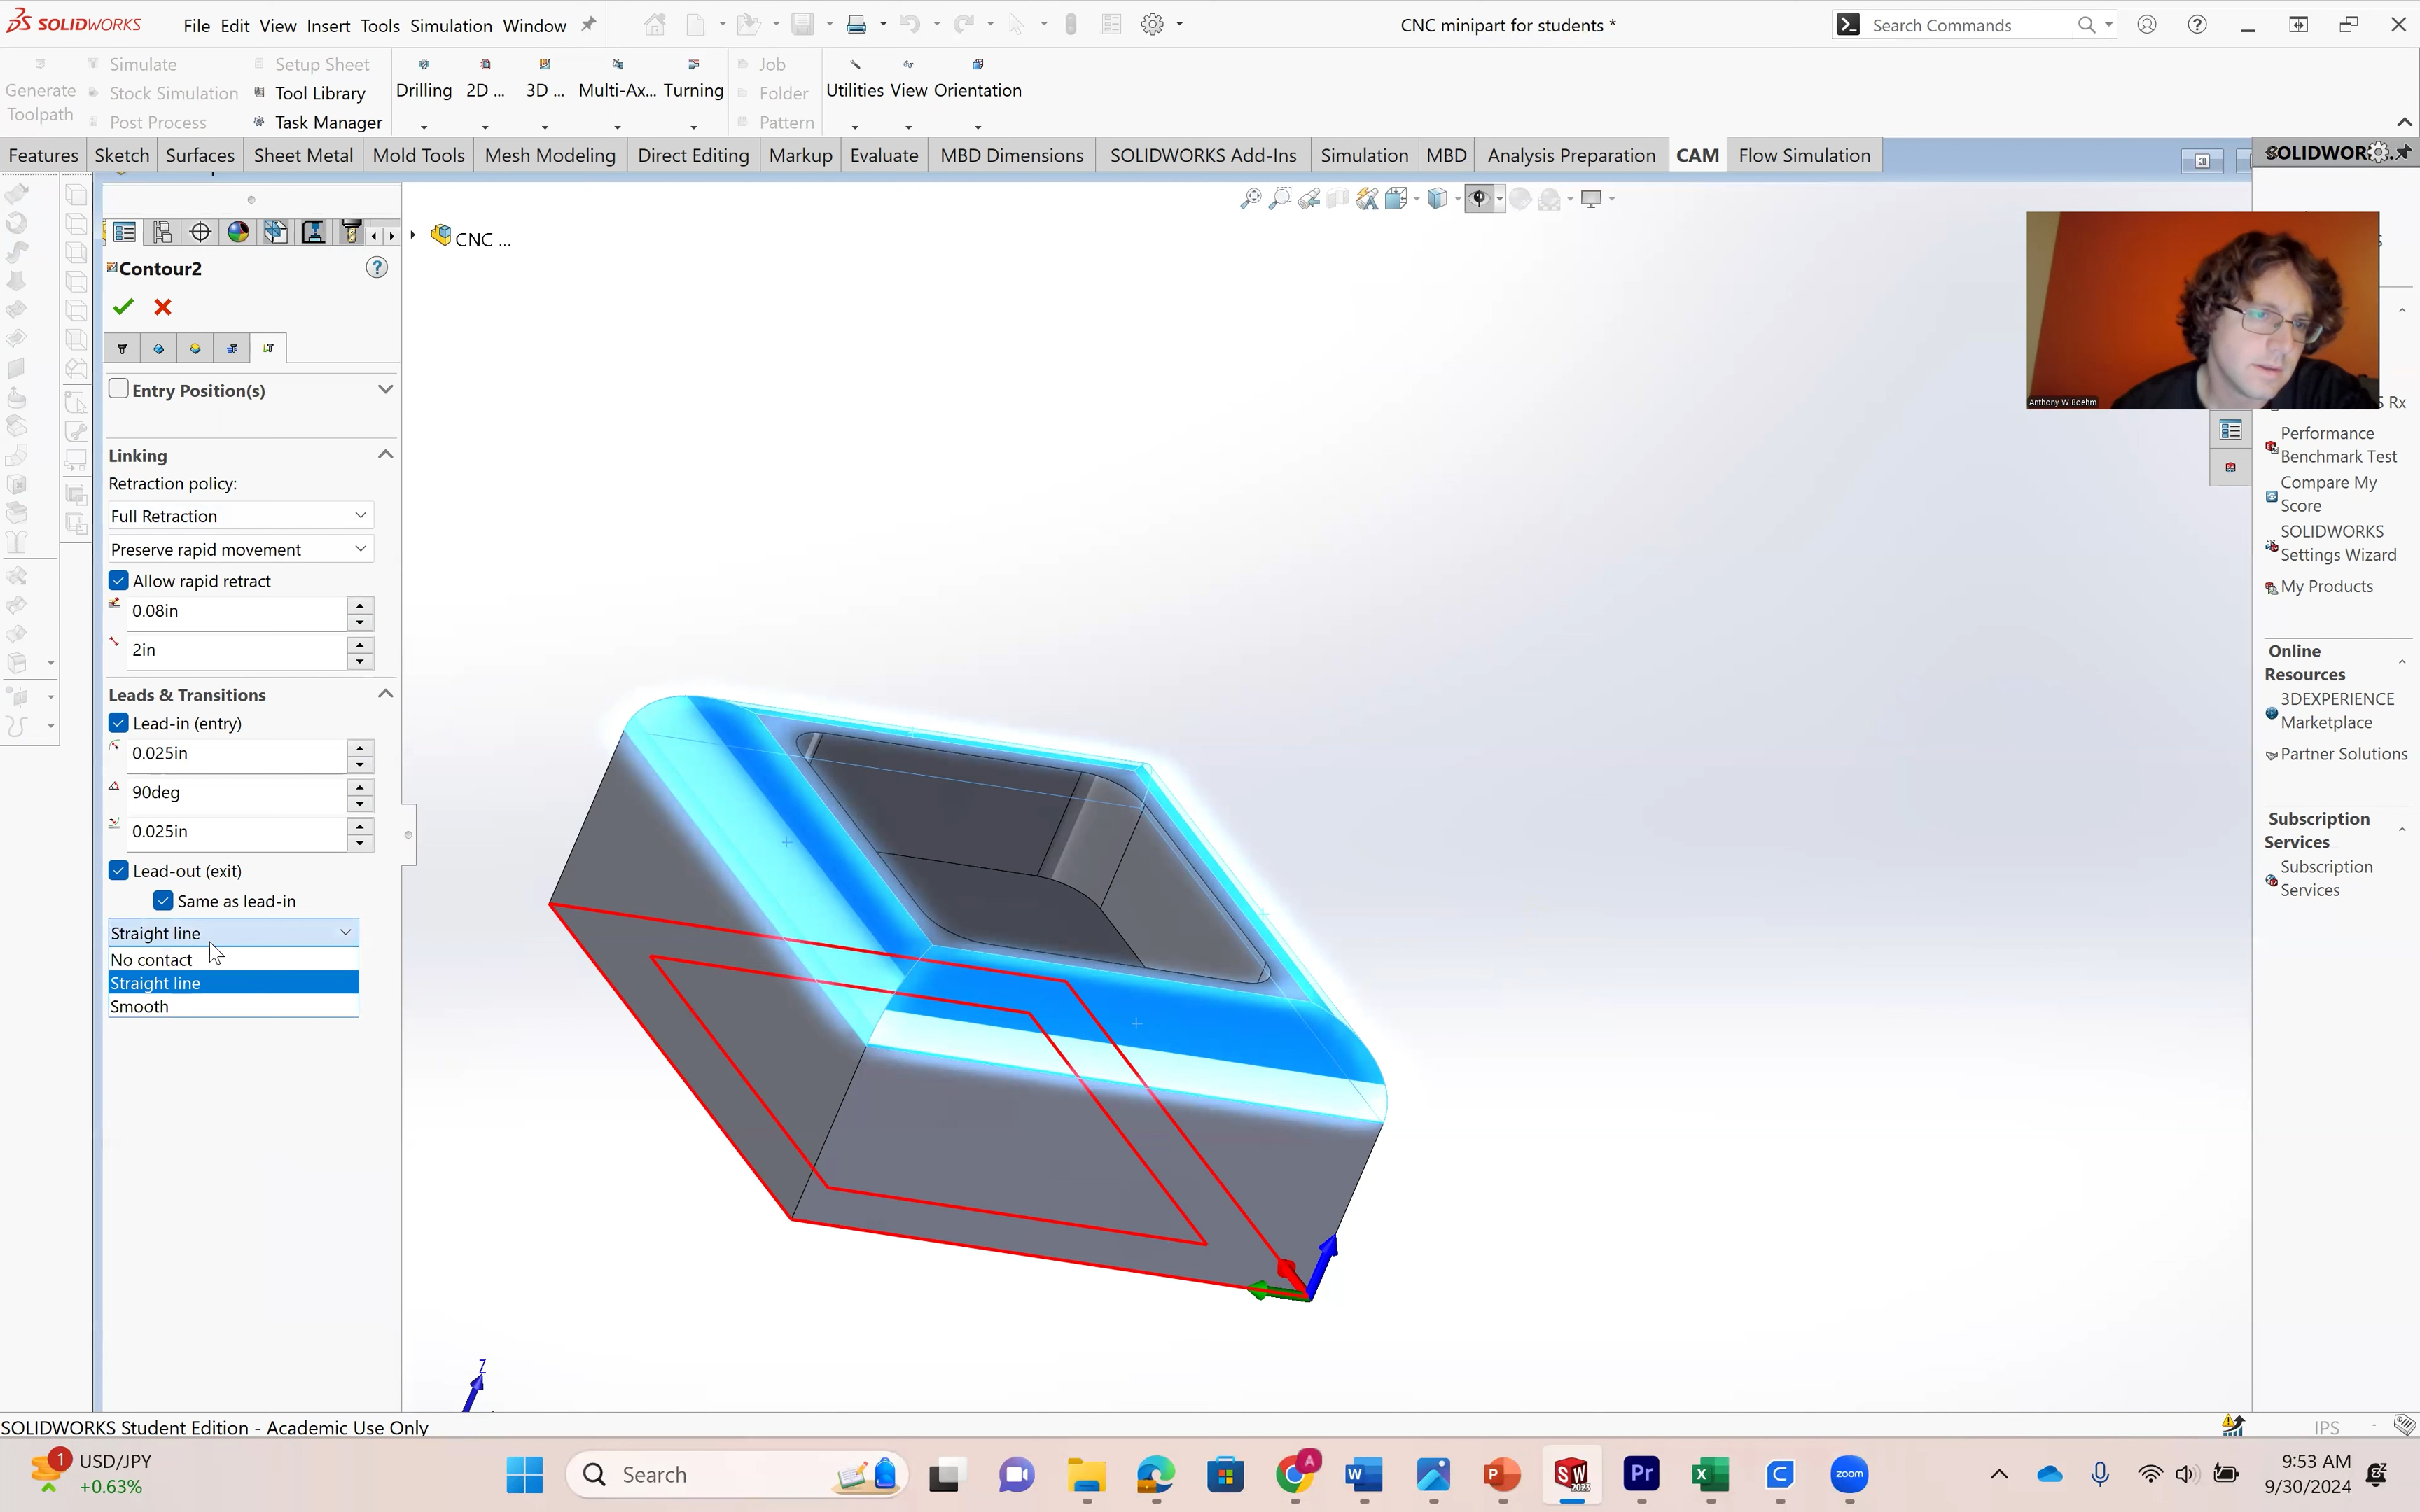 SOLIDWORKS File Edit View Insert Tools Simulation Window CNC minipart for students * Search Commands
Generate Toolpath
Simulate
Stock Simulation
Post Process
Setup Sheet
Tool Library
Task Manager
Drilling 2D ... 3D ... Multi-Ax... Turning
Job
Folder
Pattern
Utilities View Orientation
Features Sketch Surfaces Sheet Metal Mold Tools Mesh Modeling Direct Editing Markup Evaluate MBD Dimensions SOLIDWORKS Add-Ins Simulation MBD Analysis Preparation CAM Flow Simulation
CNC ...
Contour2
Entry Position(s)
Linking
Retraction policy:
Full Retraction
Preserve rapid movement
Allow rapid retract
0.08in
2in
Leads & Transitions
Lead-in (entry)
0.025in
90deg
0.025in
Lead-out (exit)
Same as lead-in
Straight line
No contact
Straight line
Smooth
Z
Anthony W Boehm
S Rx
Performance
Benchmark Test
Compare My
Score
SOLIDWORKS
Settings Wizard
My Products
Online
Resources
3DEXPERIENCE
Marketplace
Partner Solutions
Subscription
Services
Subscription
Services
SOLIDWORKS Student Edition - Academic Use Only
IPS -
1
USD/JPY
+0.63%
Search
A
W
P
SW
2023
Pr
X
C
zoom
9:53 AM
9/30/2024